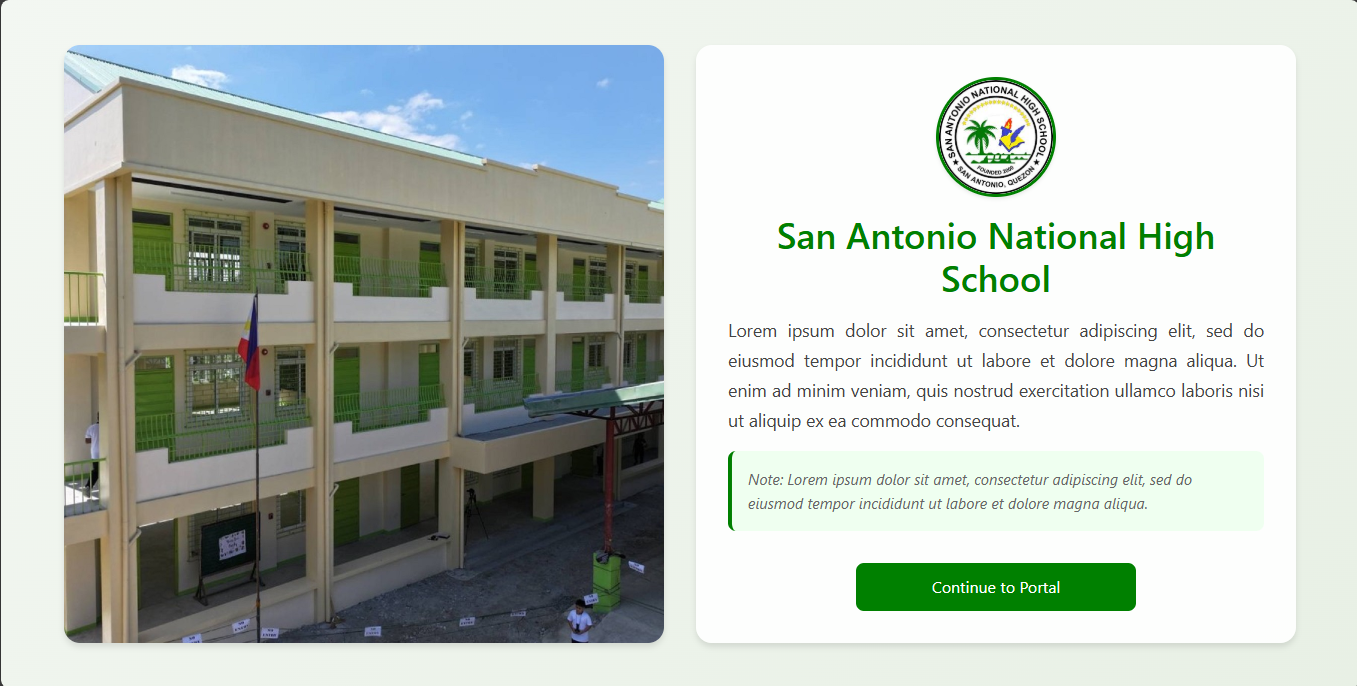 SAN ANTONIO NATIONAL HIGH SCHOOL
FOUNDED 2005
★ SAN ANTONIO, QUEZON ★
San Antonio National High
School
Lorem ipsum dolor sit amet, consectetur adipiscing elit, sed do
eiusmod tempor incididunt ut labore et dolore magna aliqua. Ut
enim ad minim veniam, quis nostrud exercitation ullamco laboris nisi
ut aliquip ex ea commodo consequat.
Note: Lorem ipsum dolor sit amet, consectetur adipiscing elit, sed do
eiusmod tempor incididunt ut labore et dolore magna aliqua.
Continue to Portal